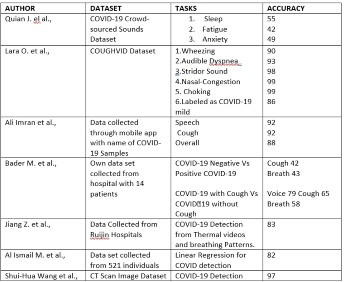 AUTHOR DATASET TASKS ACCURACY
Quian J. el al., COVID-19 Crowd-sourced Sounds Dataset 1. Sleep 2. Fatigue 3. Anxiety 55 42 49
Lara O. et al., COUGHVID Dataset 1.Wheezing 2.Audible Dyspnea_ 3.Stridor Sound 4.Nasal-Congestion 5. Choking 6.Labeled as COVID-19 mild 90 93 98 99 99 86
Ali Imran et al., Data collected through mobile app with name of COVID-19 Samples Speech Cough Overall 92 92 88
Bader M. et al., Own data set collected from hospital with 14 patients COVID-19 Negative Vs Positive COVID-19 COVID-19 with Cough Vs COVID-19 without Cough Cough 42 Breath 43 Voice 79 Cough 65 Breath 58
Jiang Z. et al., Data Collected from Ruijin Hospitals COVID-19 Detection from Thermal videos and breathing Patterns. 83
Al Ismail M. et al., Data set collected from 521 individuals Linear Regression for COVID detection 82
Shui-Hua Wang et al., CT Scan Image Dataset COVID-19 Detection 97